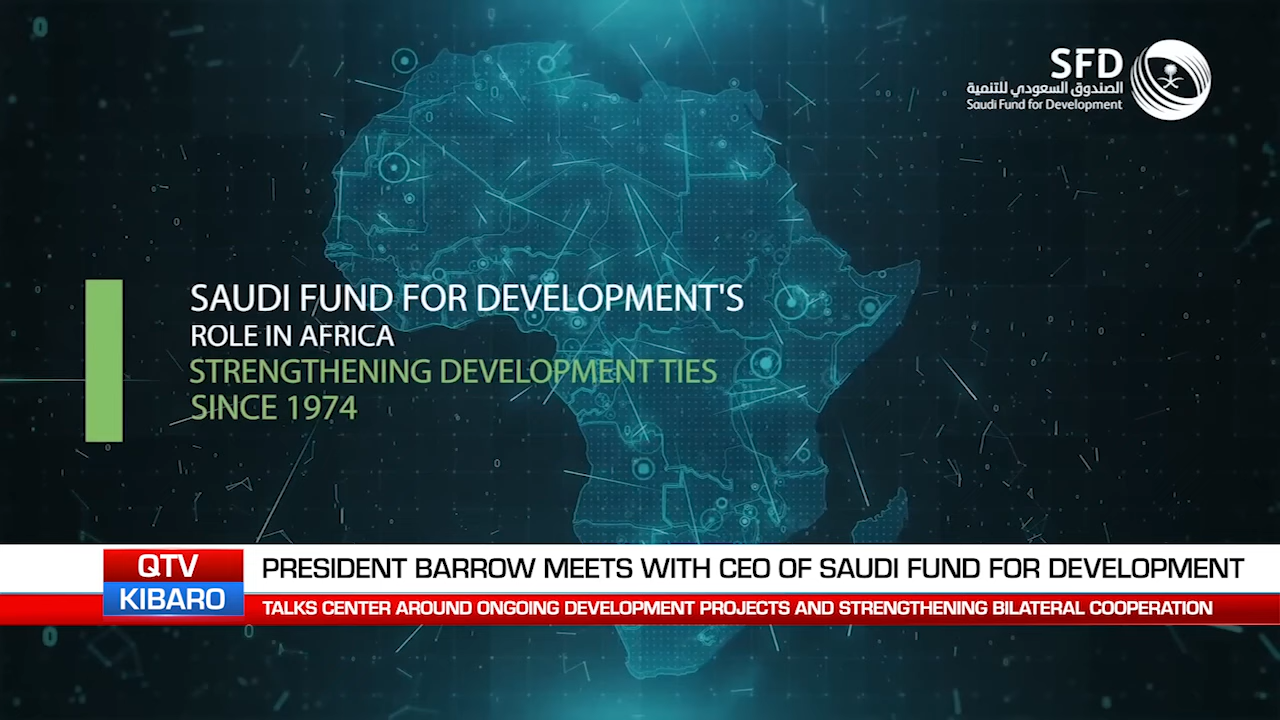 SFD
الصندوق السعودي للتنمية
Saudi Fund for Development
SAUDI FUND FOR DEVELOPMENT'S
ROLE IN AFRICA
STRENGTHENING DEVELOPMENT TIES
SINCE 1974
QTV
KIBARO
PRESIDENT BARROW MEETS WITH CEO OF SAUDI FUND FOR DEVELOPMENT
TALKS CENTER AROUND ONGOING DEVELOPMENT PROJECTS AND STRENGTHENING BILATERAL COOPERATION